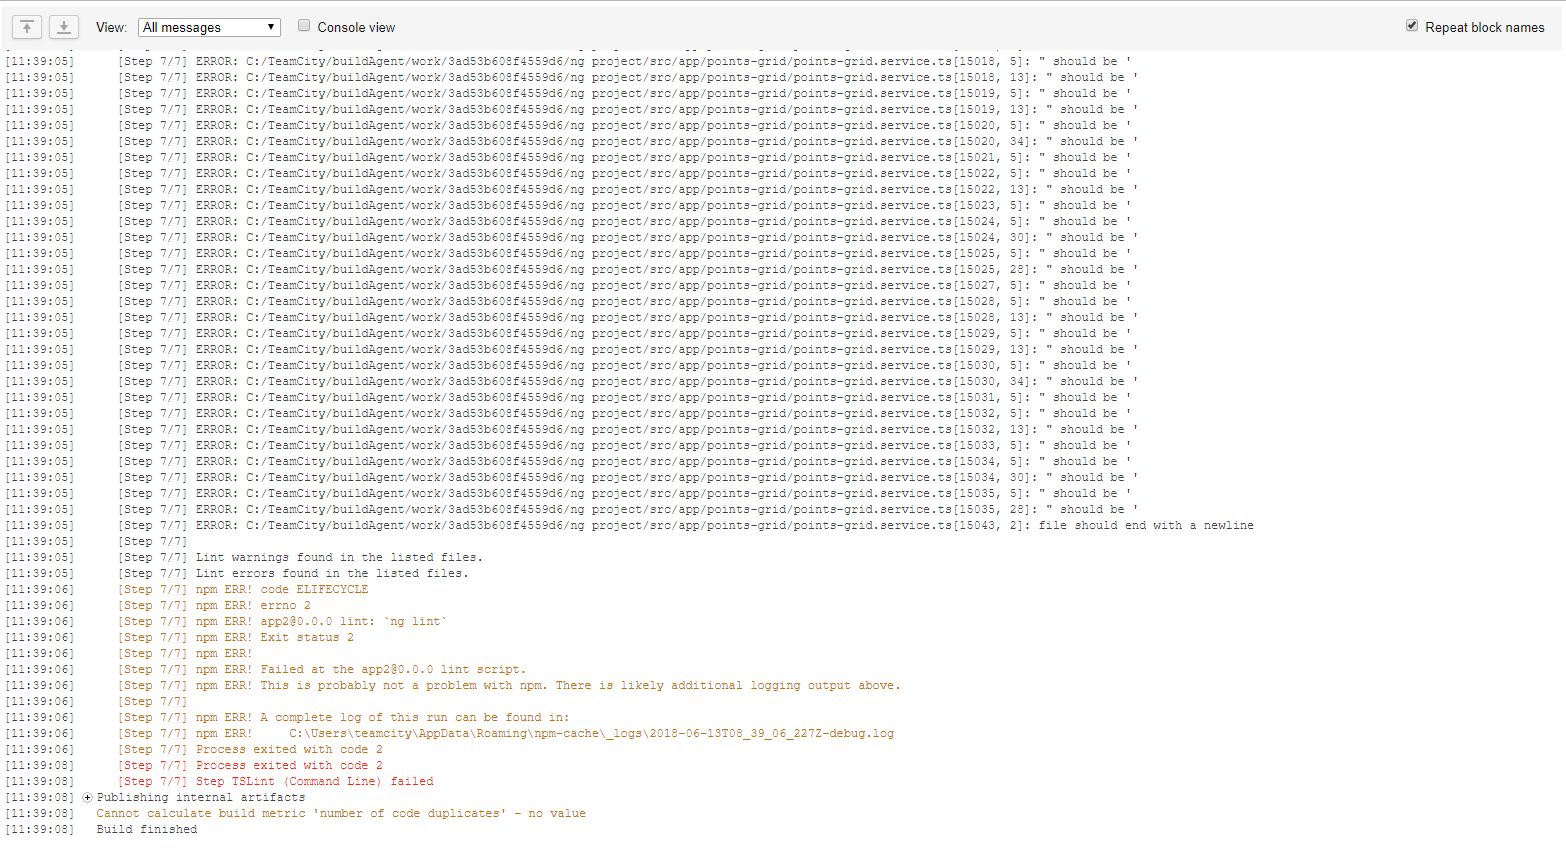 View: All messages Console view Repeat block names
[11:39:05] [Step 7/7] ERROR: C:/TeamCity/buildAgent/work/3ad53b608f4559d6/ng project/src/app/points-grid/points-grid.service.ts[15018, 5]: " should be '
[11:39:05] [Step 7/7] ERROR: C:/TeamCity/buildAgent/work/3ad53b608f4559d6/ng project/src/app/points-grid/points-grid.service.ts[15018, 13]: " should be '
[11:39:05] [Step 7/7] ERROR: C:/TeamCity/buildAgent/work/3ad53b608f4559d6/ng project/src/app/points-grid/points-grid.service.ts[15019, 5]: " should be '
[11:39:05] [Step 7/7] ERROR: C:/TeamCity/buildAgent/work/3ad53b608f4559d6/ng project/src/app/points-grid/points-grid.service.ts[15019, 13]: " should be '
[11:39:05] [Step 7/7] ERROR: C:/TeamCity/buildAgent/work/3ad53b608f4559d6/ng project/src/app/points-grid/points-grid.service.ts[15020, 5]: " should be '
[11:39:05] [Step 7/7] ERROR: C:/TeamCity/buildAgent/work/3ad53b608f4559d6/ng project/src/app/points-grid/points-grid.service.ts[15020, 34]: " should be '
[11:39:05] [Step 7/7] ERROR: C:/TeamCity/buildAgent/work/3ad53b608f4559d6/ng project/src/app/points-grid/points-grid.service.ts[15021, 5]: " should be '
[11:39:05] [Step 7/7] ERROR: C:/TeamCity/buildAgent/work/3ad53b608f4559d6/ng project/src/app/points-grid/points-grid.service.ts[15022, 5]: " should be '
[11:39:05] [Step 7/7] ERROR: C:/TeamCity/buildAgent/work/3ad53b608f4559d6/ng project/src/app/points-grid/points-grid.service.ts[15022, 13]: " should be '
[11:39:05] [Step 7/7] ERROR: C:/TeamCity/buildAgent/work/3ad53b608f4559d6/ng project/src/app/points-grid/points-grid.service.ts[15023, 5]: " should be '
[11:39:05] [Step 7/7] ERROR: C:/TeamCity/buildAgent/work/3ad53b608f4559d6/ng project/src/app/points-grid/points-grid.service.ts[15024, 5]: " should be '
[11:39:05] [Step 7/7] ERROR: C:/TeamCity/buildAgent/work/3ad53b608f4559d6/ng project/src/app/points-grid/points-grid.service.ts[15024, 30]: " should be '
[11:39:05] [Step 7/7] ERROR: C:/TeamCity/buildAgent/work/3ad53b608f4559d6/ng project/src/app/points-grid/points-grid.service.ts[15025, 5]: " should be '
[11:39:05] [Step 7/7] ERROR: C:/TeamCity/buildAgent/work/3ad53b608f4559d6/ng project/src/app/points-grid/points-grid.service.ts[15025, 28]: " should be '
[11:39:05] [Step 7/7] ERROR: C:/TeamCity/buildAgent/work/3ad53b608f4559d6/ng project/src/app/points-grid/points-grid.service.ts[15027, 5]: " should be '
[11:39:05] [Step 7/7] ERROR: C:/TeamCity/buildAgent/work/3ad53b608f4559d6/ng project/src/app/points-grid/points-grid.service.ts[15028, 5]: " should be '
[11:39:05] [Step 7/7] ERROR: C:/TeamCity/buildAgent/work/3ad53b608f4559d6/ng project/src/app/points-grid/points-grid.service.ts[15028, 13]: " should be '
[11:39:05] [Step 7/7] ERROR: C:/TeamCity/buildAgent/work/3ad53b608f4559d6/ng project/src/app/points-grid/points-grid.service.ts[15029, 5]: " should be '
[11:39:05] [Step 7/7] ERROR: C:/TeamCity/buildAgent/work/3ad53b608f4559d6/ng project/src/app/points-grid/points-grid.service.ts[15029, 13]: " should be '
[11:39:05] [Step 7/7] ERROR: C:/TeamCity/buildAgent/work/3ad53b608f4559d6/ng project/src/app/points-grid/points-grid.service.ts[15030, 5]: " should be '
[11:39:05] [Step 7/7] ERROR: C:/TeamCity/buildAgent/work/3ad53b608f4559d6/ng project/src/app/points-grid/points-grid.service.ts[15030, 34]: " should be '
[11:39:05] [Step 7/7] ERROR: C:/TeamCity/buildAgent/work/3ad53b608f4559d6/ng project/src/app/points-grid/points-grid.service.ts[15031, 5]: " should be '
[11:39:05] [Step 7/7] ERROR: C:/TeamCity/buildAgent/work/3ad53b608f4559d6/ng project/src/app/points-grid/points-grid.service.ts[15032, 5]: " should be '
[11:39:05] [Step 7/7] ERROR: C:/TeamCity/buildAgent/work/3ad53b608f4559d6/ng project/src/app/points-grid/points-grid.service.ts[15032, 13]: " should be '
[11:39:05] [Step 7/7] ERROR: C:/TeamCity/buildAgent/work/3ad53b608f4559d6/ng project/src/app/points-grid/points-grid.service.ts[15033, 5]: " should be '
[11:39:05] [Step 7/7] ERROR: C:/TeamCity/buildAgent/work/3ad53b608f4559d6/ng project/src/app/points-grid/points-grid.service.ts[15034, 5]: " should be '
[11:39:05] [Step 7/7] ERROR: C:/TeamCity/buildAgent/work/3ad53b608f4559d6/ng project/src/app/points-grid/points-grid.service.ts[15034, 30]: " should be '
[11:39:05] [Step 7/7] ERROR: C:/TeamCity/buildAgent/work/3ad53b608f4559d6/ng project/src/app/points-grid/points-grid.service.ts[15035, 5]: " should be '
[11:39:05] [Step 7/7] ERROR: C:/TeamCity/buildAgent/work/3ad53b608f4559d6/ng project/src/app/points-grid/points-grid.service.ts[15035, 28]: " should be '
[11:39:05] [Step 7/7] ERROR: C:/TeamCity/buildAgent/work/3ad53b608f4559d6/ng project/src/app/points-grid/points-grid.service.ts[15043, 2]: file should end with a newline
[11:39:05] [Step 7/7]
[11:39:05] [Step 7/7] Lint warnings found in the listed files.
[11:39:05] [Step 7/7] Lint errors found in the listed files.
[11:39:06] [Step 7/7] npm ERR! code ELIFECYCLE
[11:39:06] [Step 7/7] npm ERR! errno 2
[11:39:06] [Step 7/7] npm ERR! app2@0.0.0 lint: `ng lint`
[11:39:06] [Step 7/7] npm ERR! Exit status 2
[11:39:06] [Step 7/7] npm ERR!
[11:39:06] [Step 7/7] npm ERR! Failed at the app2@0.0.0 lint script.
[11:39:06] [Step 7/7] npm ERR! This is probably not a problem with npm. There is likely additional logging output above.
[11:39:06] [Step 7/7]
[11:39:06] [Step 7/7] npm ERR! A complete log of this run can be found in:
[11:39:06] [Step 7/7] npm ERR!     C:\Users\teamcity\AppData\Roaming\npm-cache\_logs\2018-06-13T08_39_06_227Z-debug.log
[11:39:06] [Step 7/7] Process exited with code 2
[11:39:08] [Step 7/7] Process exited with code 2
[11:39:08] [Step 7/7] Step TSLint (Command Line) failed
[11:39:08] Publishing internal artifacts
[11:39:08] Cannot calculate build metric 'number of code duplicates' - no value
[11:39:08] Build finished